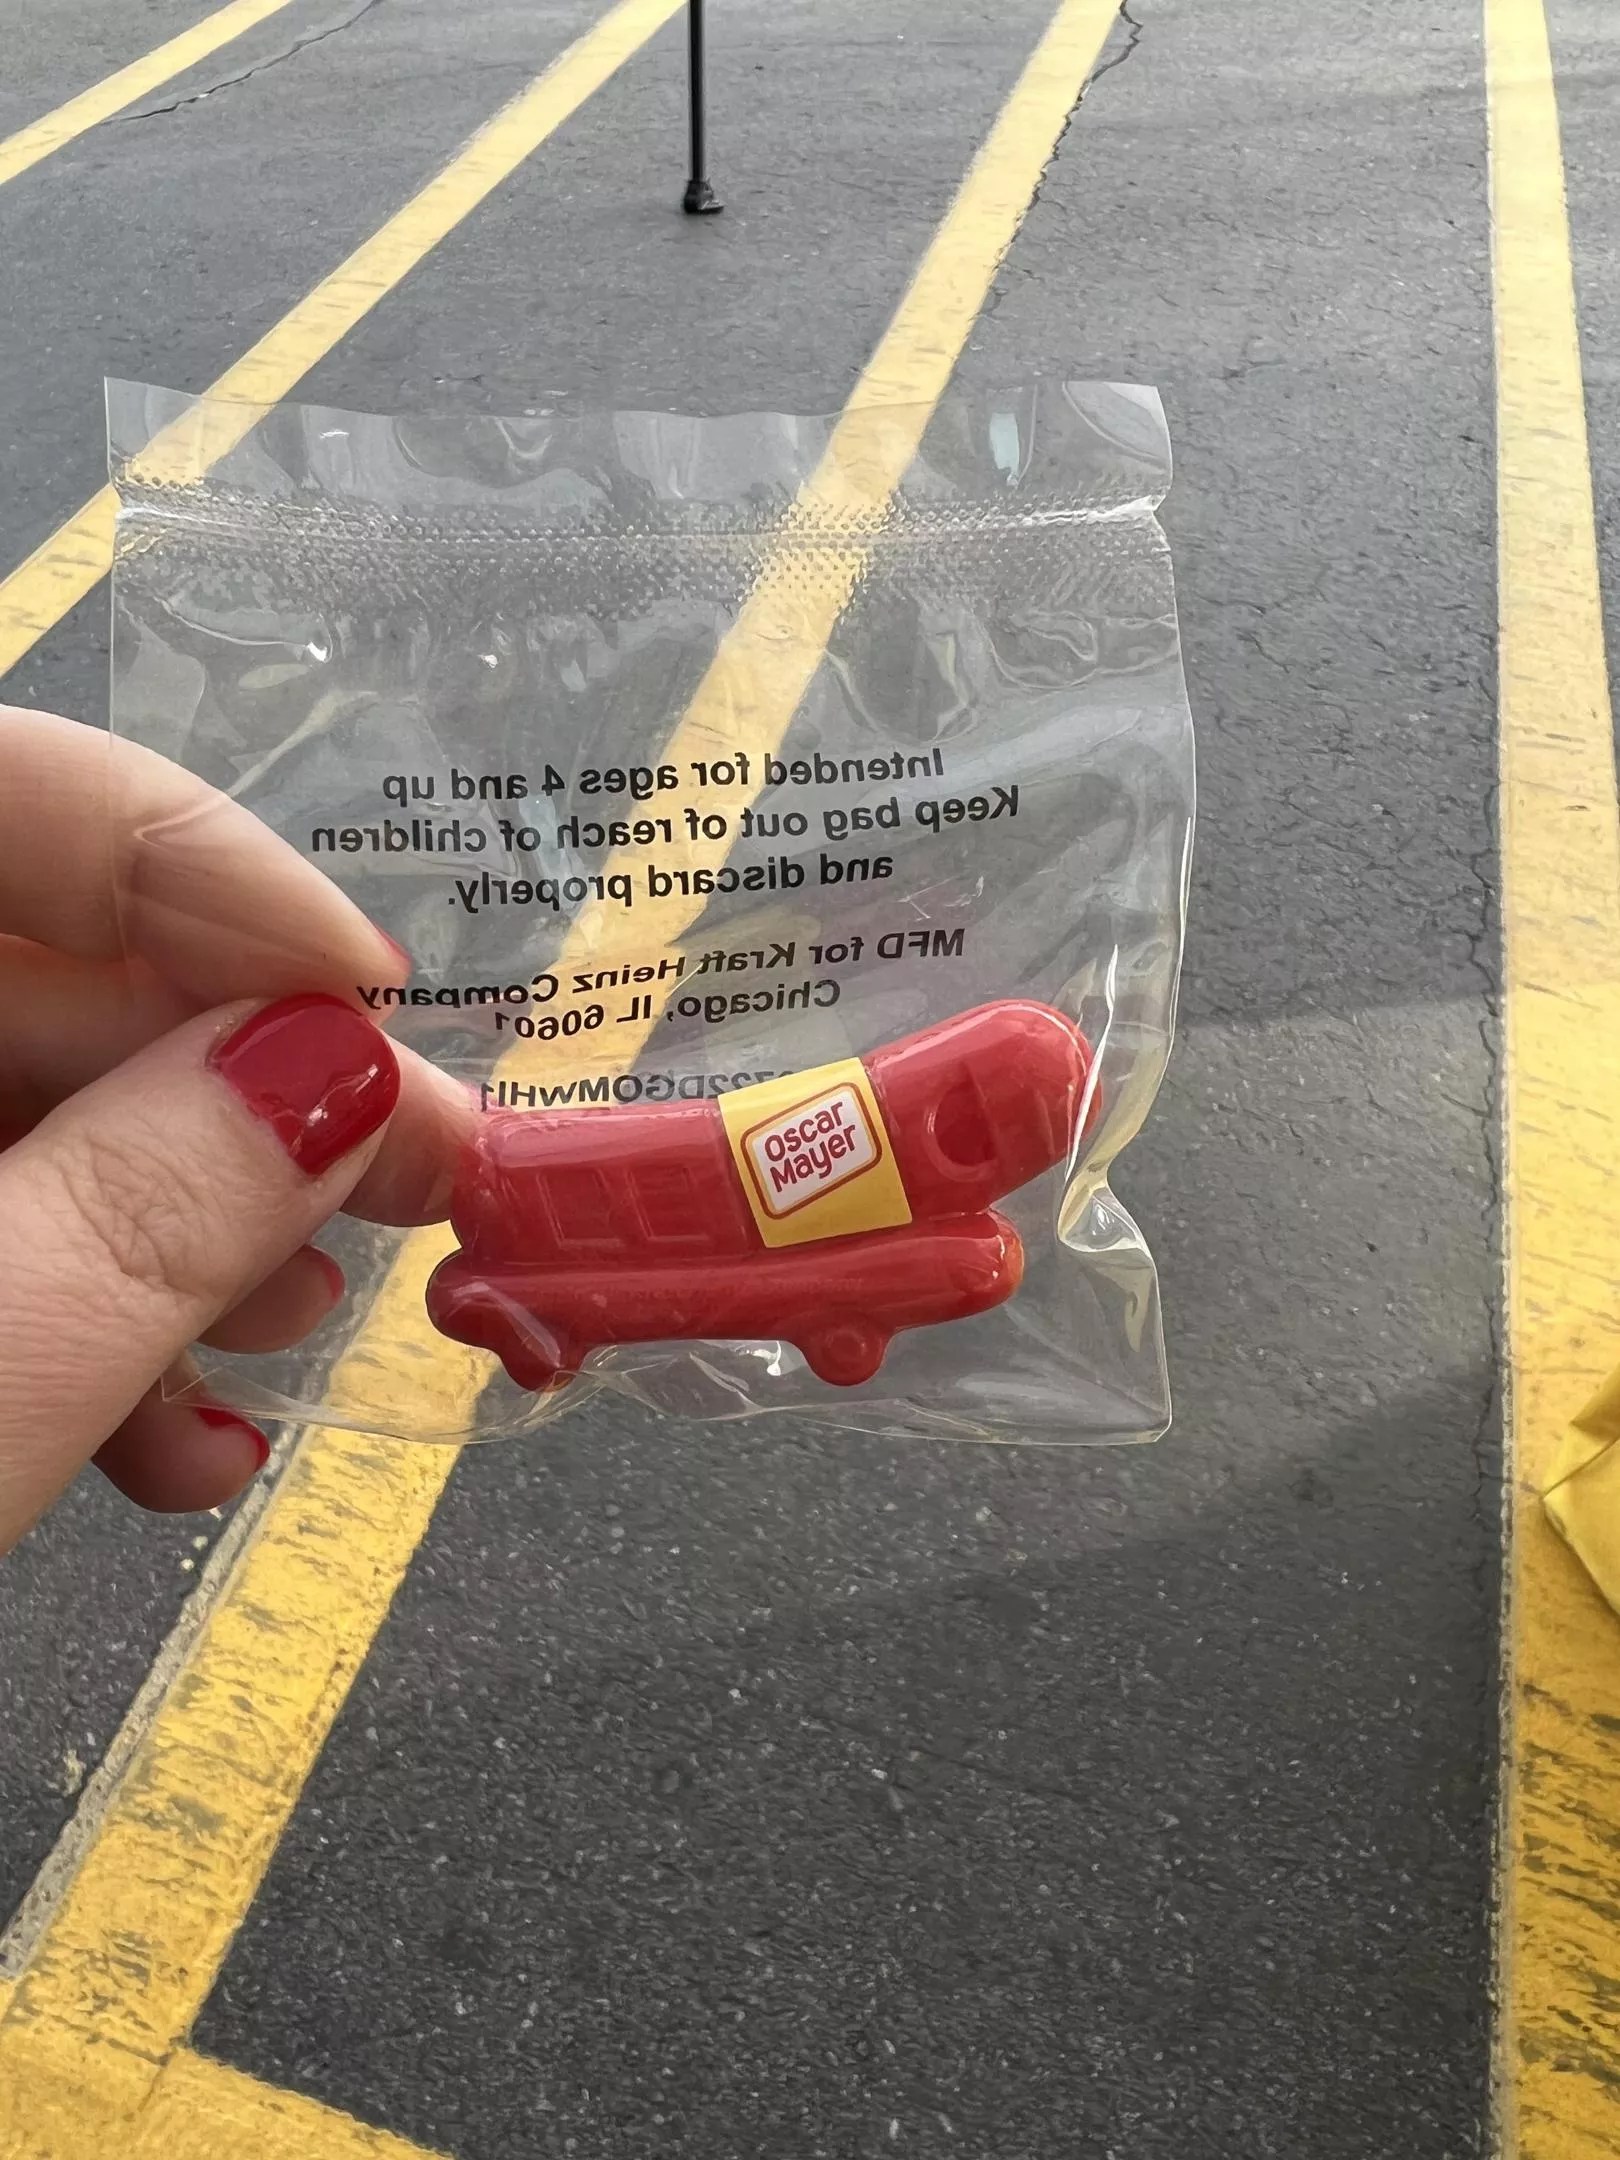 Intended for ages 4 and up
Keep bag out of reach of children
and discard properly.
MFD for Kraft Heinz Company
Chicago, IL 60601
Oscar
Mayer